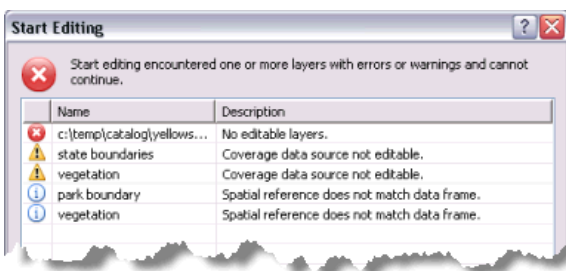 Start Editing
Start editing encountered one or more layers with errors or warnings and cannot
continue.
Name Description
c:\temp\catalog\yellows... No editable layers.
state boundaries Coverage data source not editable.
vegetation Coverage data source not editable.
park boundary Spatial reference does not match data frame.
vegetation Spatial reference does not match data frame.